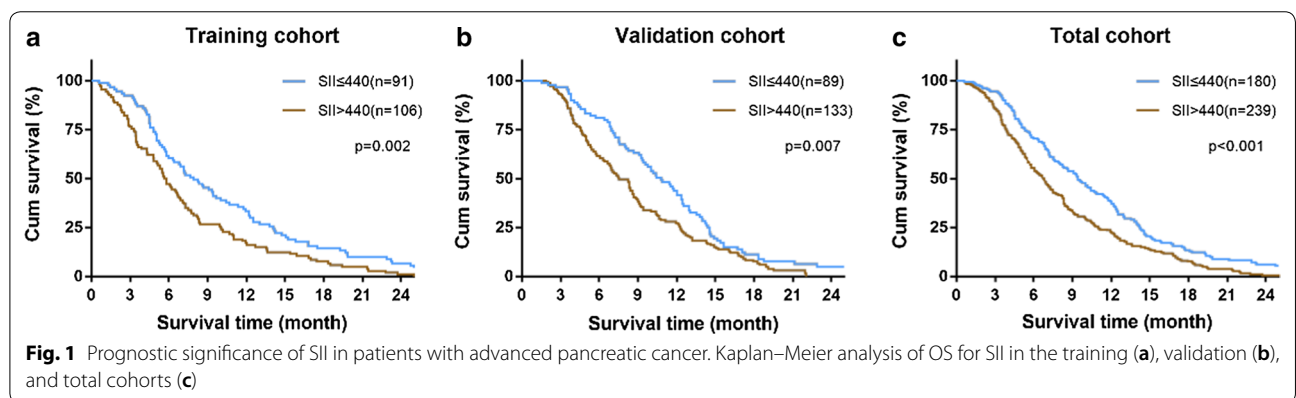 a Training cohort
Cum survival (%)
100
75
50
25
0
SII≤440(n=91)
SII>440(n=106)
p=0.002
0 3 6 9 12 15 18 21 24
Survival time (month)
b Validation cohort
Cum survival (%)
100
75
50
25
0
SII≤440(n=89)
SII>440(n=133)
p=0.007
0 3 6 9 12 15 18 21 24
Survival time (month)
c Total cohort
Cum survival (%)
100
75
50
25
0
SII≤440(n=180)
SII>440(n=239)
p<0.001
0 3 6 9 12 15 18 21 24
Survival time (month)
Fig. 1 Prognostic significance of SII in patients with advanced pancreatic cancer. Kaplan–Meier analysis of OS for SII in the training (a), validation (b),
and total cohorts (c)